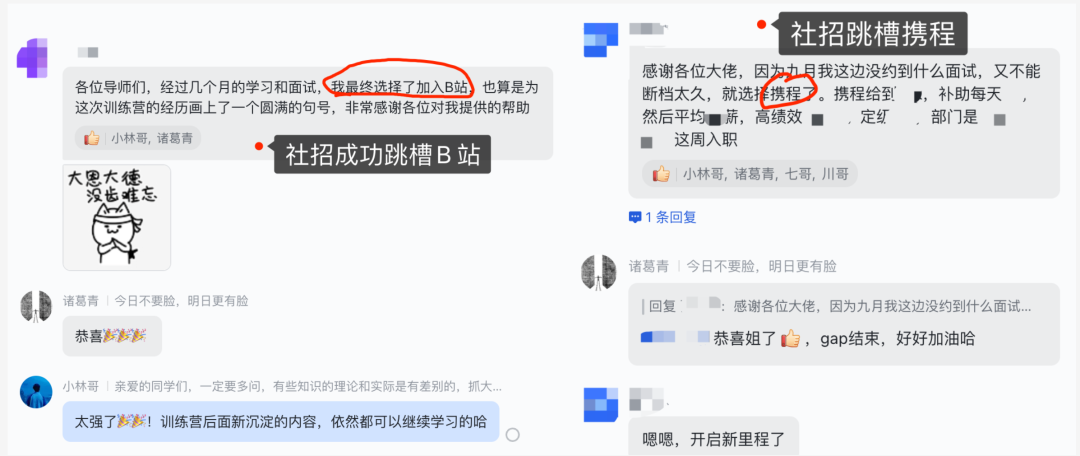 各位导师们，经过几个月的学习和面试，我最终选择了加入B站，也算是为
这次训练营的经历画上了一个圆满的句号，非常感谢各位对我提供的帮助
小林哥, 诸葛青
社招成功跳槽B站
大恩大德
没齿难忘
诸葛青 | 今日不要脸，明日更有脸
恭喜🎉🎉🎉
小林哥 | 亲爱的同学们，一定要多问，有些知识的理论和实际是有差别的，抓大...
太强了🎉🎉！训练营后面新沉淀的内容，依然都可以继续学习的哈
社招跳槽携程
感谢各位大佬，因为九月我这边没约到什么面试，又不能
断档太久，就选择携程了。携程给到，补助每天，
然后平均薪，高绩效，定级，部门是
这周入职
小林哥, 诸葛青, 七哥, 川哥
1 条回复
诸葛青 | 今日不要脸，明日更有脸
回复：感谢各位大佬，因为九月我这边没约到什么面试...
恭喜姐了👍，gap结束，好好加油哈
嗯嗯，开启新里程了